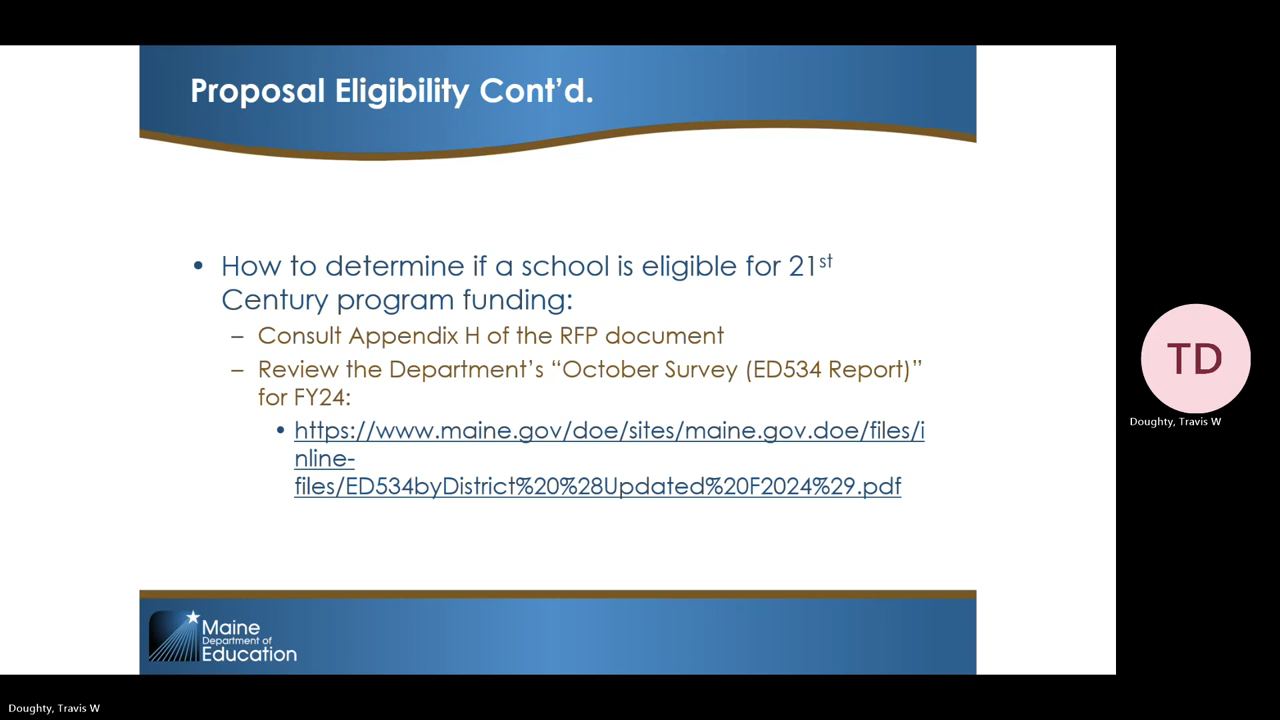 Proposal Eligibility Cont’d.
• How to determine if a school is eligible for 21st
Century program funding:
– Consult Appendix H of the RFP document
– Review the Department’s “October Survey (ED534 Report)”
for FY24:
• https://www.maine.gov/doe/sites/maine.gov.doe/files/i
nline-
files/ED534byDistrict%20%28Updated%20F2024%29.pdf
Maine
Department of
Education
TD
Doughty, Travis W
Doughty, Travis W